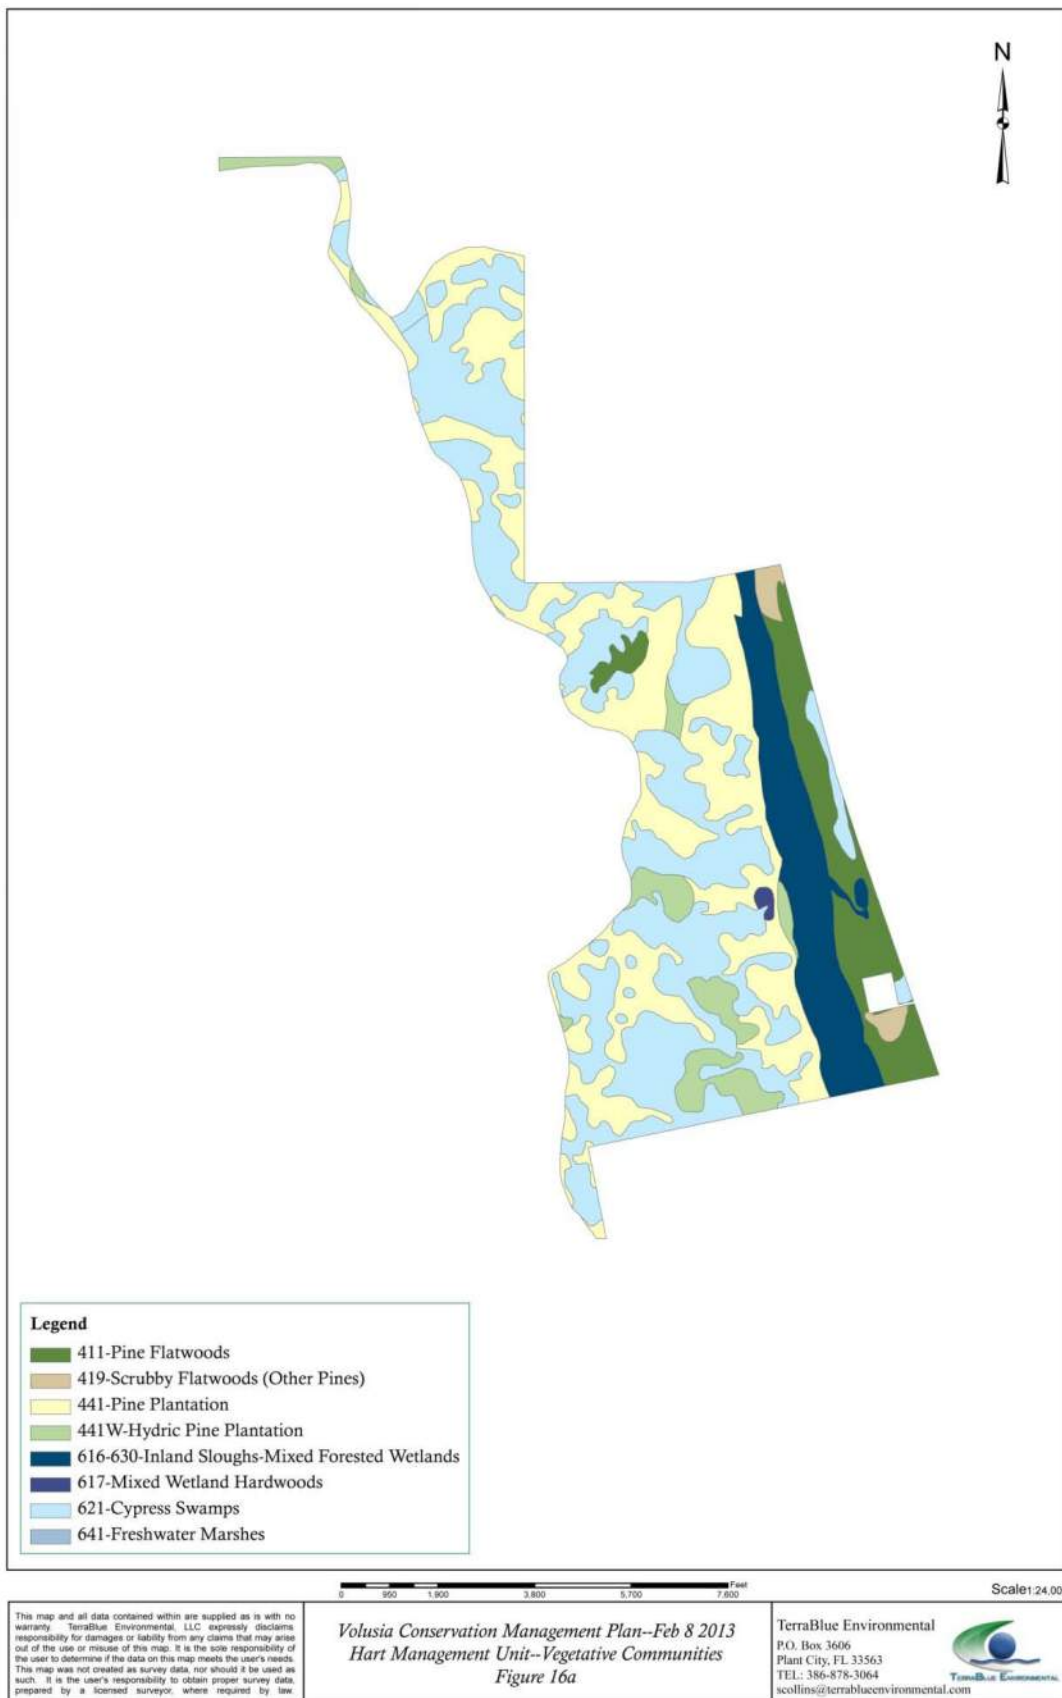 N
Legend
411-Pine Flatwoods
419-Scrubby Flatwoods (Other Pines)
441-Pine Plantation
441W-Hydric Pine Plantation
616-630-Inland Sloughs-Mixed Forested Wetlands
617-Mixed Wetland Hardwoods
621-Cypress Swamps
641-Freshwater Marshes
Feet
0 950 1,900 3,800 5,700 7,600
Scale1:24,00
This map and all data contained within are supplied as is with no
warranty. TerraBlue Environmental, LLC expressly disclaims
responsibility for damages or liability from any claims that may arise
out of the use or misuse of this map. It is the sole responsibility of
the user to determine if the data on this map meets the user's needs.
This map was not created as survey data, nor should it be used as
such. It is the user's responsibility to obtain proper survey data,
prepared by a licensed surveyor, where required by law.
Volusia Conservation Management Plan--Feb 8 2013
Hart Management Unit--Vegetative Communities
Figure 16a
TerraBlue Environmental
P.O. Box 3606
Plant City, FL 33563
TEL: 386-878-3064
scollins@terrablueenvironmental.com
TERRABLUE ENVIRONMENTAL